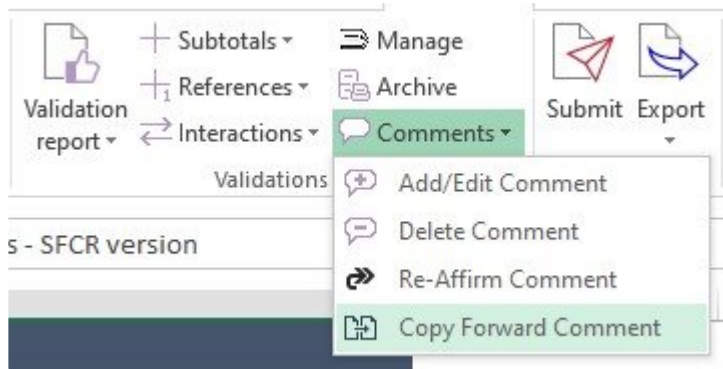 Validation report
Subtotals
References
Interactions
Manage
Archive
Comments
Validations
Submit
Export
Add/Edit Comment
Delete Comment
Re-Affirm Comment
Copy Forward Comment
s - SFCR version